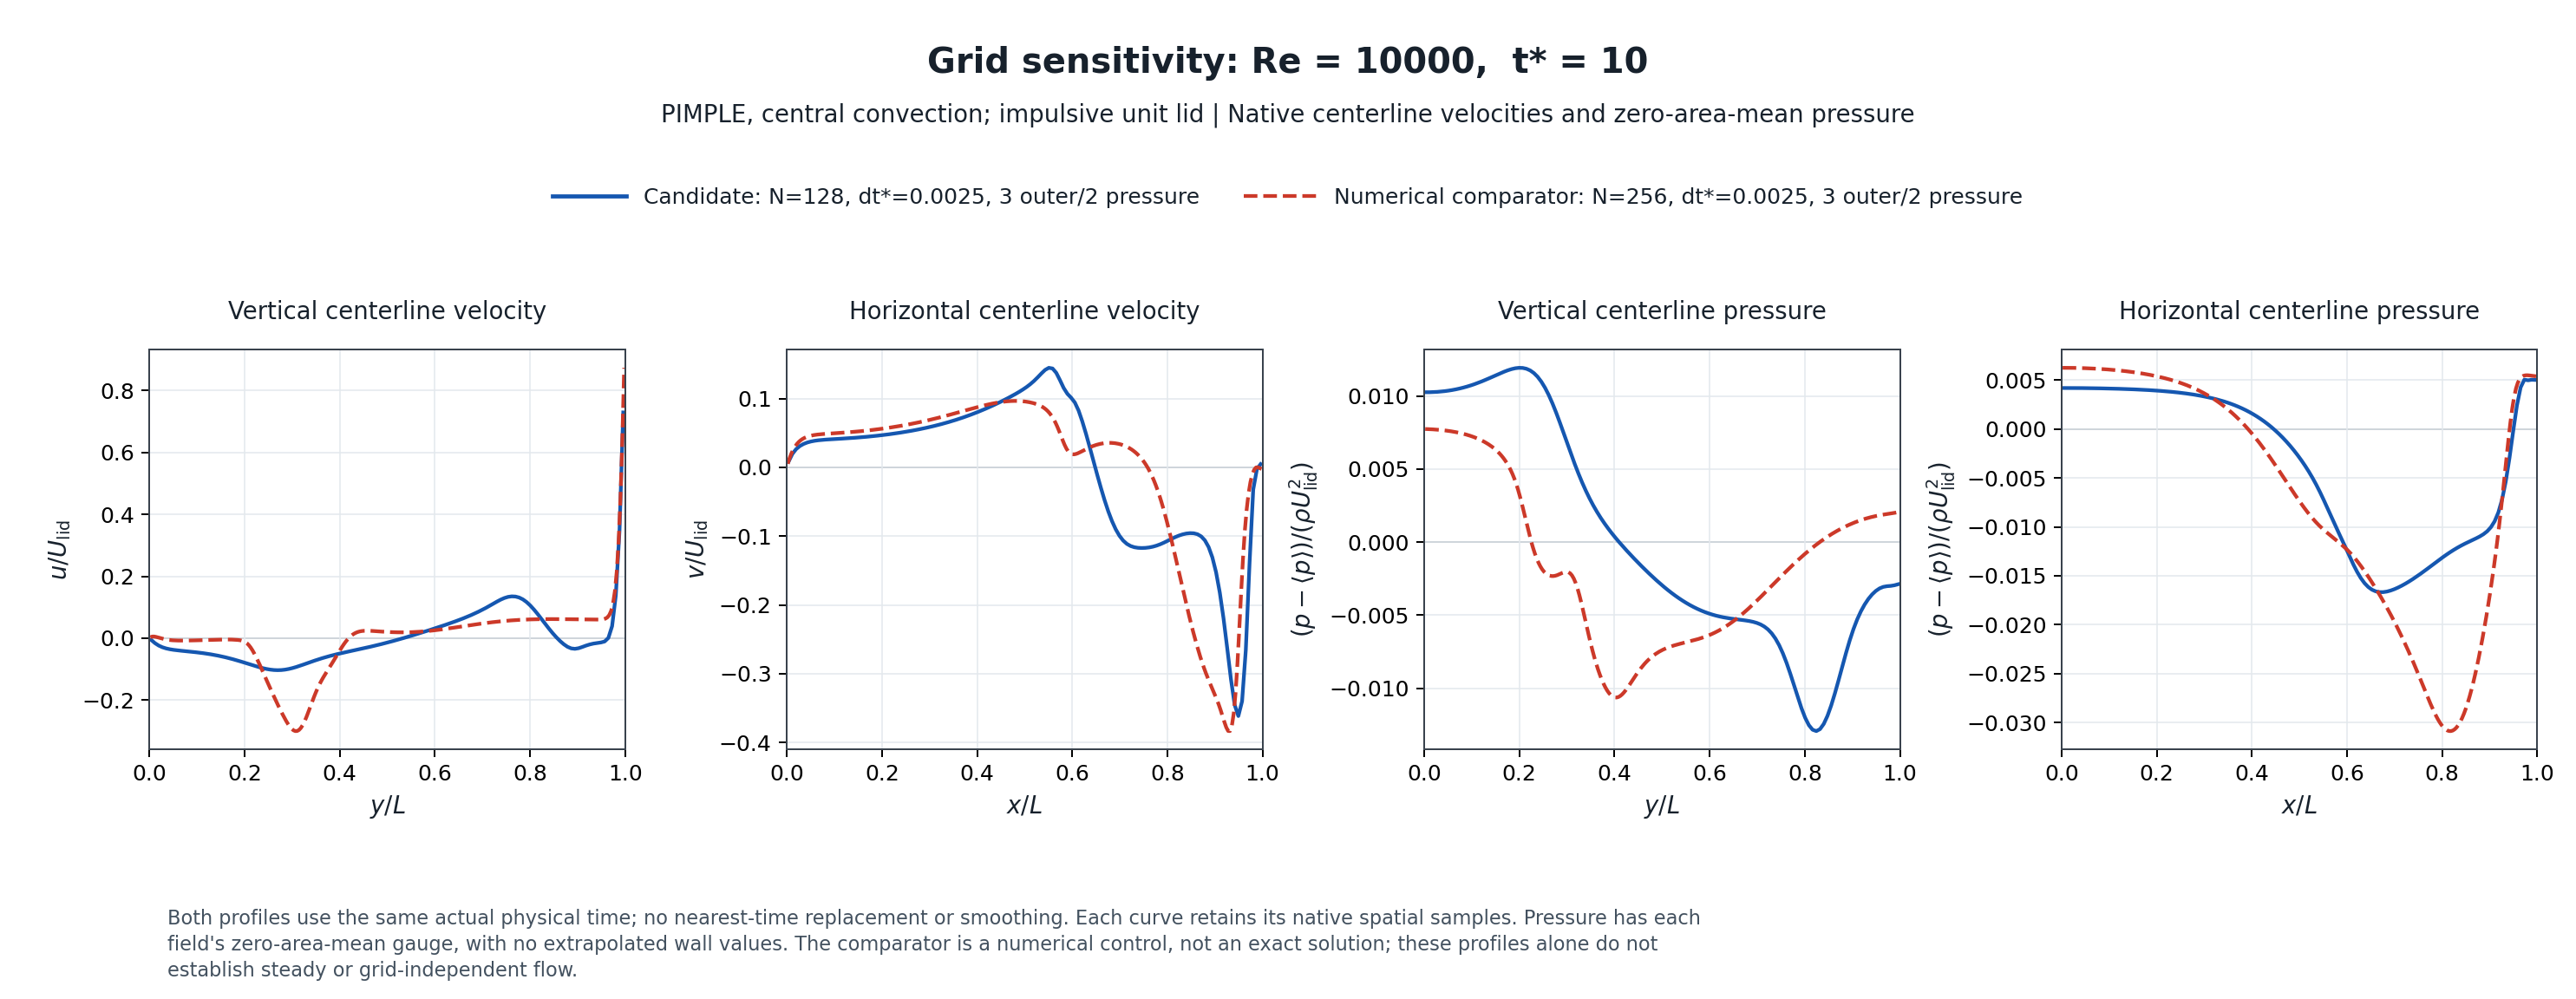 Grid sensitivity: Re = 10000, t* = 10
PIMPLE, central convection; impulsive unit lid | Native centerline velocities and zero-area-mean pressure
Candidate: N=128, dt*=0.0025, 3 outer/2 pressure
Numerical comparator: N=256, dt*=0.0025, 3 outer/2 pressure
Vertical centerline velocity
u/U_lid
0.8
0.6
0.4
0.2
0.0
−0.2
0.0 0.2 0.4 0.6 0.8 1.0
y/L
Horizontal centerline velocity
v/U_lid
0.1
0.0
−0.1
−0.2
−0.3
−0.4
0.0 0.2 0.4 0.6 0.8 1.0
x/L
Vertical centerline pressure
(p − ⟨p⟩)/(ρU²_lid)
0.010
0.005
0.000
−0.005
−0.010
0.0 0.2 0.4 0.6 0.8 1.0
y/L
Horizontal centerline pressure
(p − ⟨p⟩)/(ρU²_lid)
0.005
0.000
−0.005
−0.010
−0.015
−0.020
−0.025
−0.030
0.0 0.2 0.4 0.6 0.8 1.0
x/L
Both profiles use the same actual physical time; no nearest-time replacement or smoothing. Each curve retains its native spatial samples. Pressure has each
field's zero-area-mean gauge, with no extrapolated wall values. The comparator is a numerical control, not an exact solution; these profiles alone do not
establish steady or grid-independent flow.